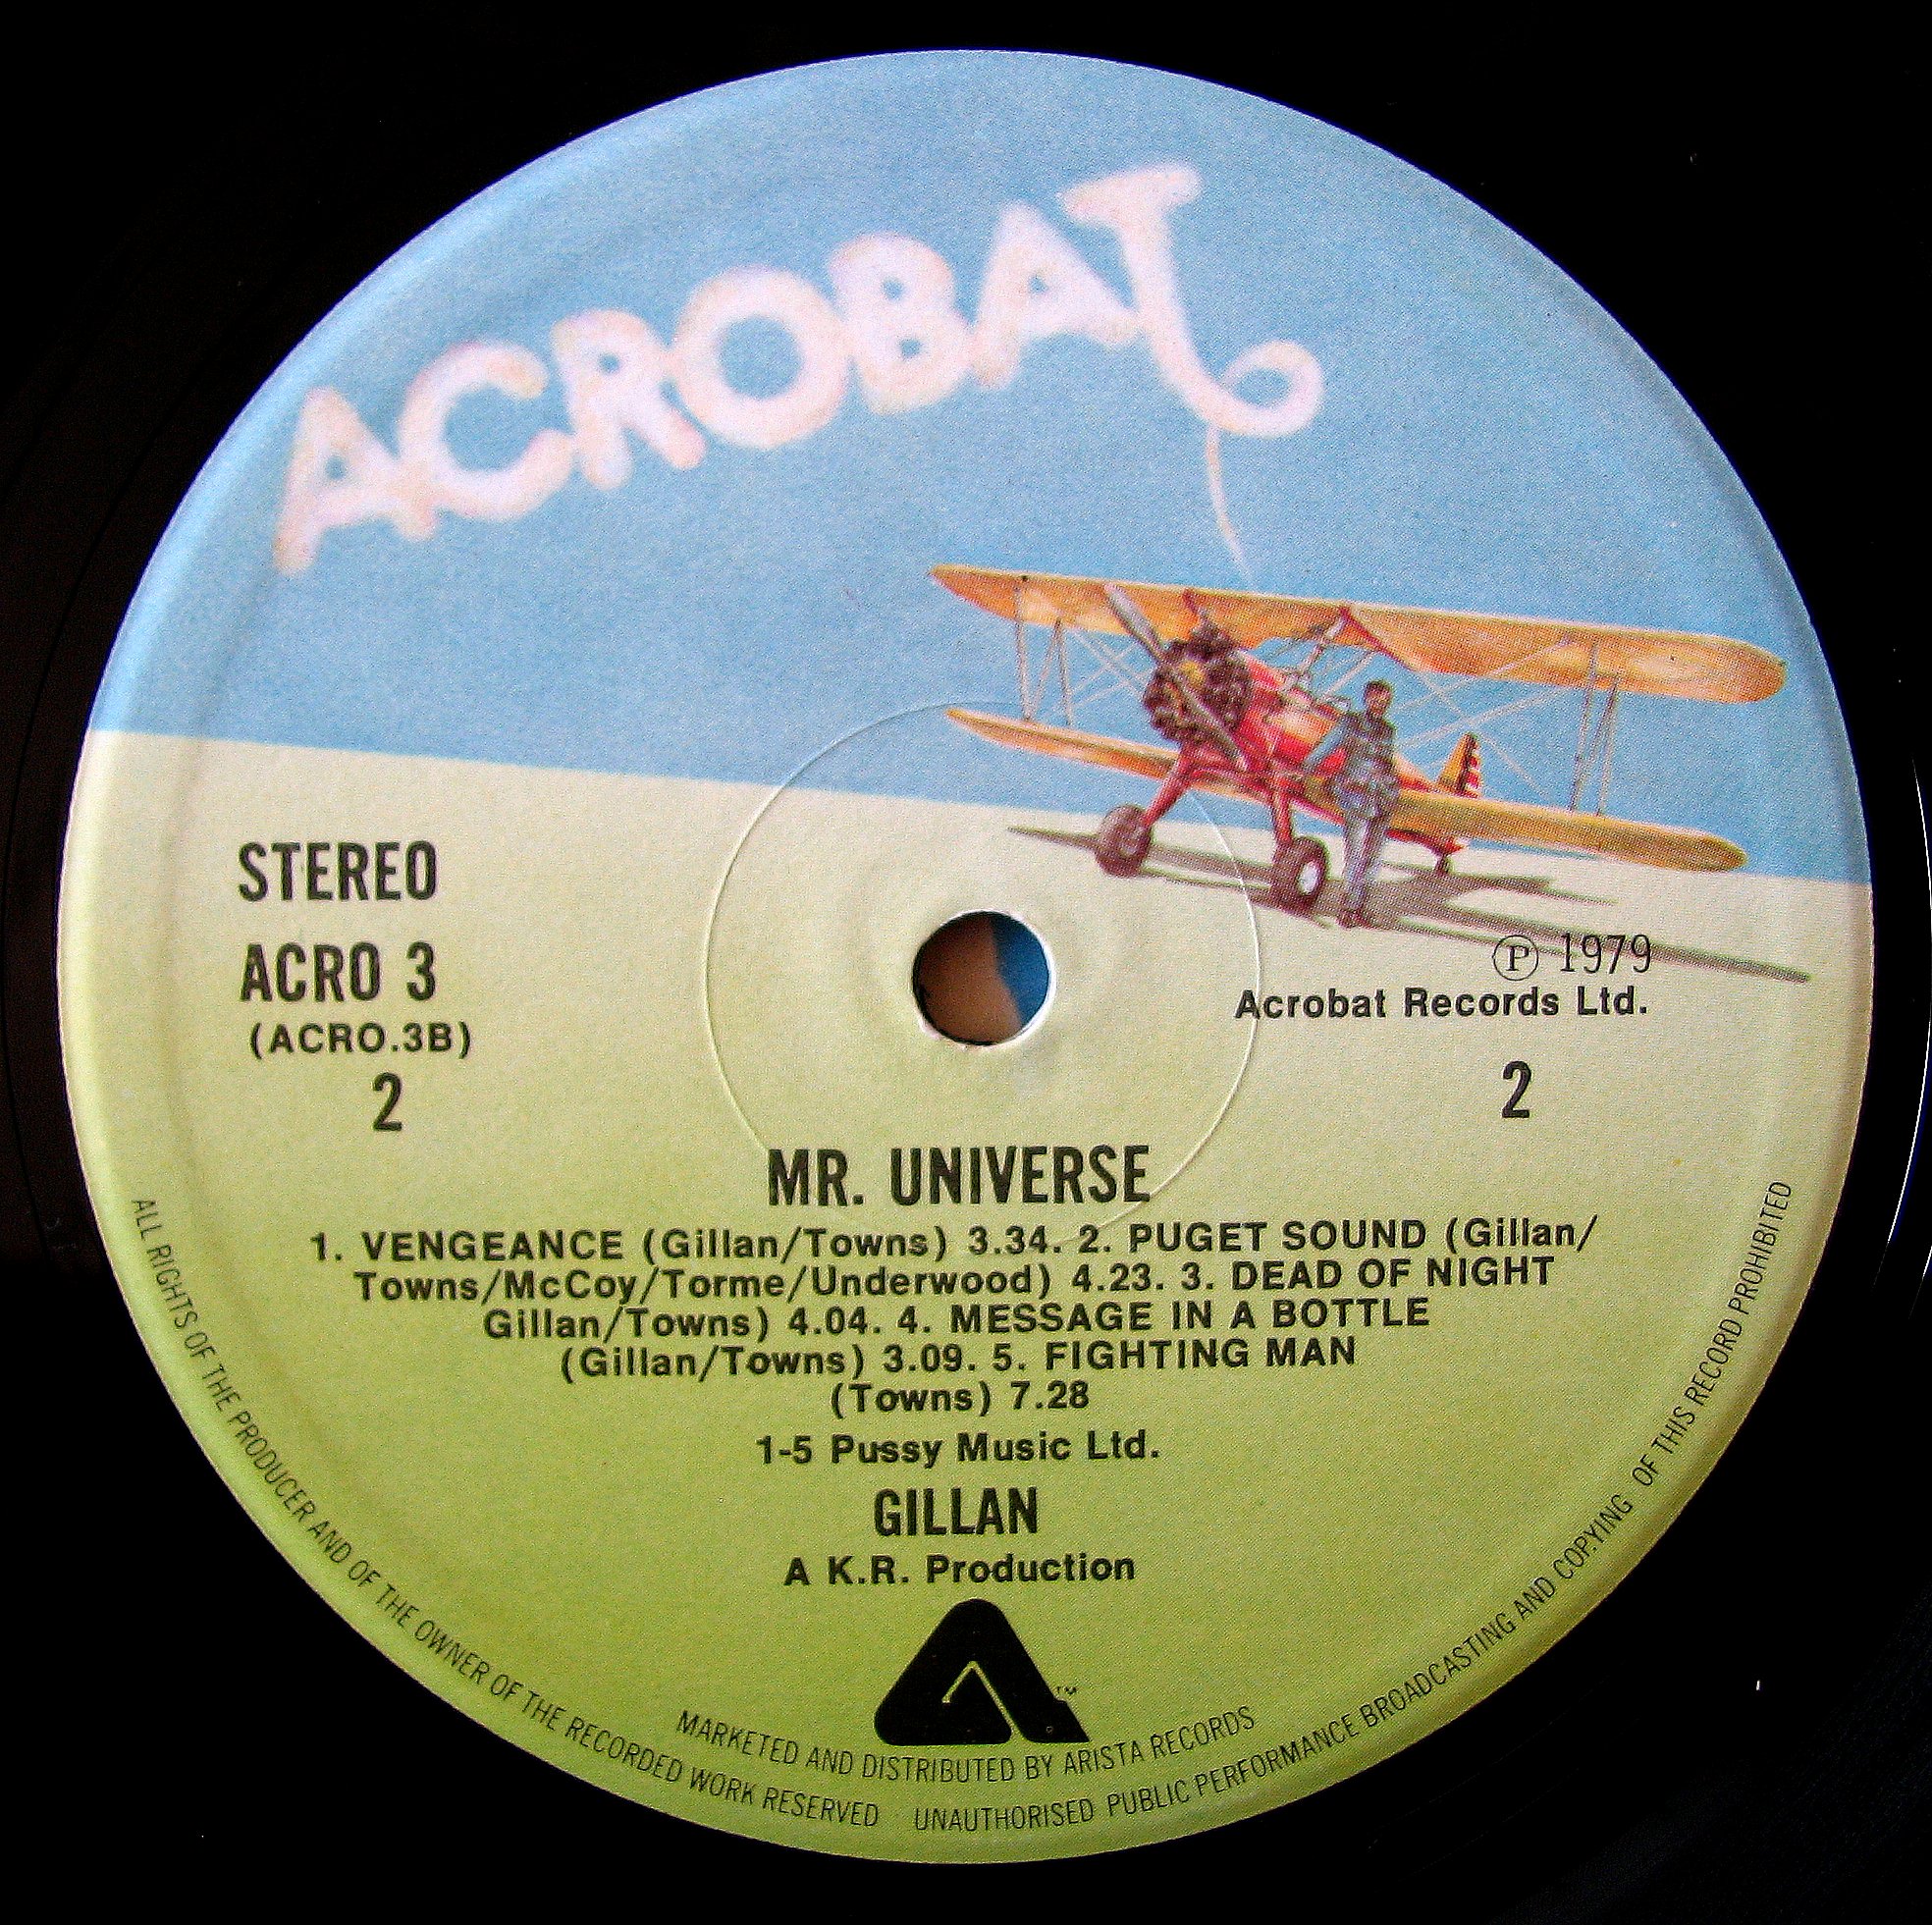 ACROBAT
STEREO
ACRO 3
(ACRO.3B)
2
Ⓟ 1979
Acrobat Records Ltd.
2
MR. UNIVERSE
1. VENGEANCE (Gillan/Towns) 3.34. 2. PUGET SOUND (Gillan/
Towns/McCoy/Torme/Underwood) 4.23. 3. DEAD OF NIGHT
Gillan/Towns) 4.04. 4. MESSAGE IN A BOTTLE
(Gillan/Towns) 3.09. 5. FIGHTING MAN
(Towns) 7.28
1-5 Pussy Music Ltd.
GILLAN
A K.R. Production
TM
MARKETED AND DISTRIBUTED BY ARISTA RECORDS
ALL RIGHTS OF THE PRODUCER AND OF THE OWNER OF THE RECORDED WORK RESERVED UNAUTHORISED PUBLIC PERFORMANCE BROADCASTING AND COPYING OF THIS RECORD PROHIBITED